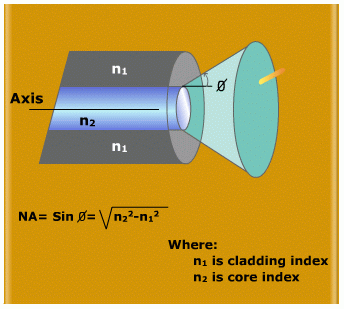 n₁
Axis
n₂
n₁
Ø
NA= Sin Ø= √n₂²-n₁²
Where:
n₁ is cladding index
n₂ is core index